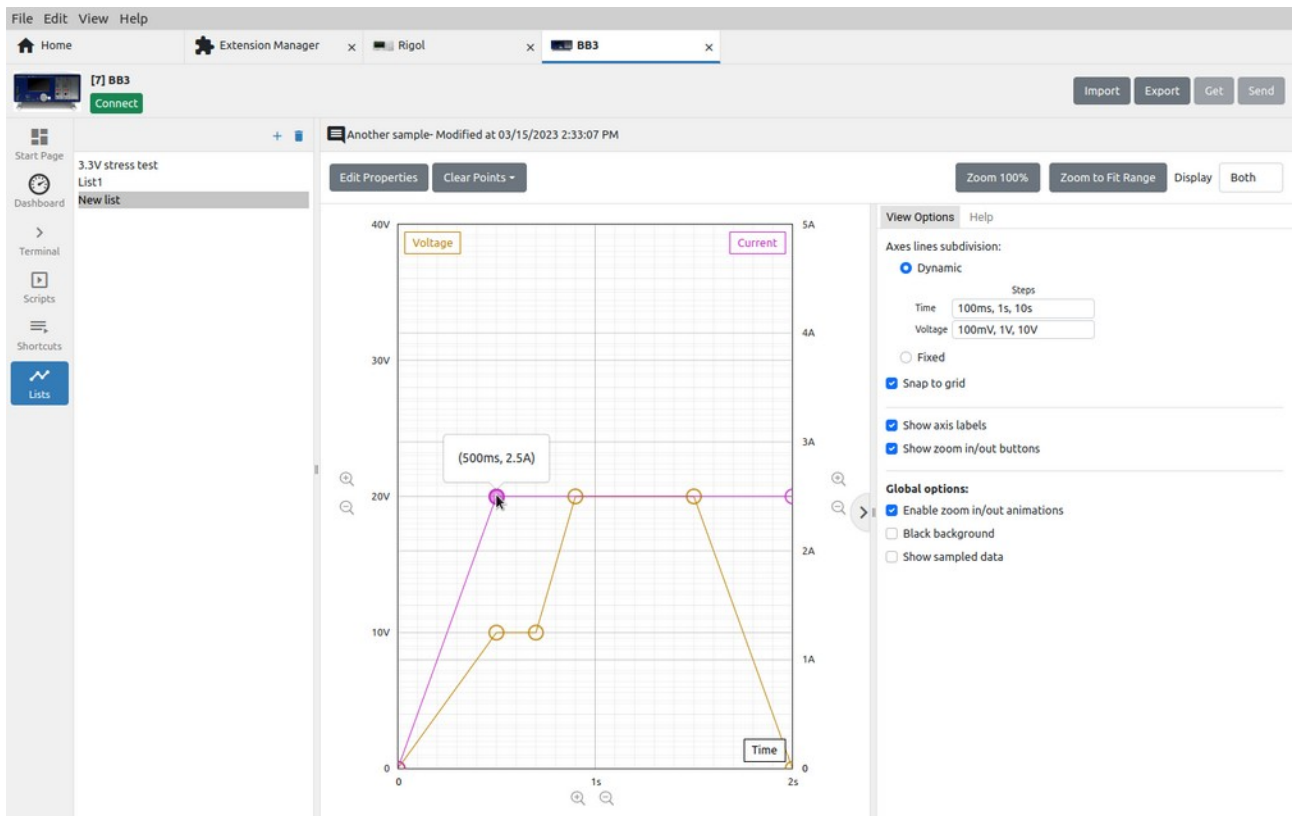 File Edit View Help
Home
Extension Manager x
Rigol x
BB3 x
[7] BB3
Connect
Import Export Get Send
Start Page
Dashboard
Terminal
Scripts
Shortcuts
Lists
+
3.3V stress test
List1
New list
Another sample- Modified at 03/15/2023 2:33:07 PM
Edit Properties Clear Points
Zoom 100% Zoom to Fit Range Display Both
40V
30V
20V
10V
0
Voltage
Current
(500ms, 2.5A)
Time
5A
4A
3A
2A
1A
0
0 1s 2s
View Options Help
Axes lines subdivision:
Dynamic
Steps
Time 100ms, 1s, 10s
Voltage 100mV, 1V, 10V
Fixed
Snap to grid
Show axis labels
Show zoom in/out buttons
Global options:
Enable zoom in/out animations
Black background
Show sampled data